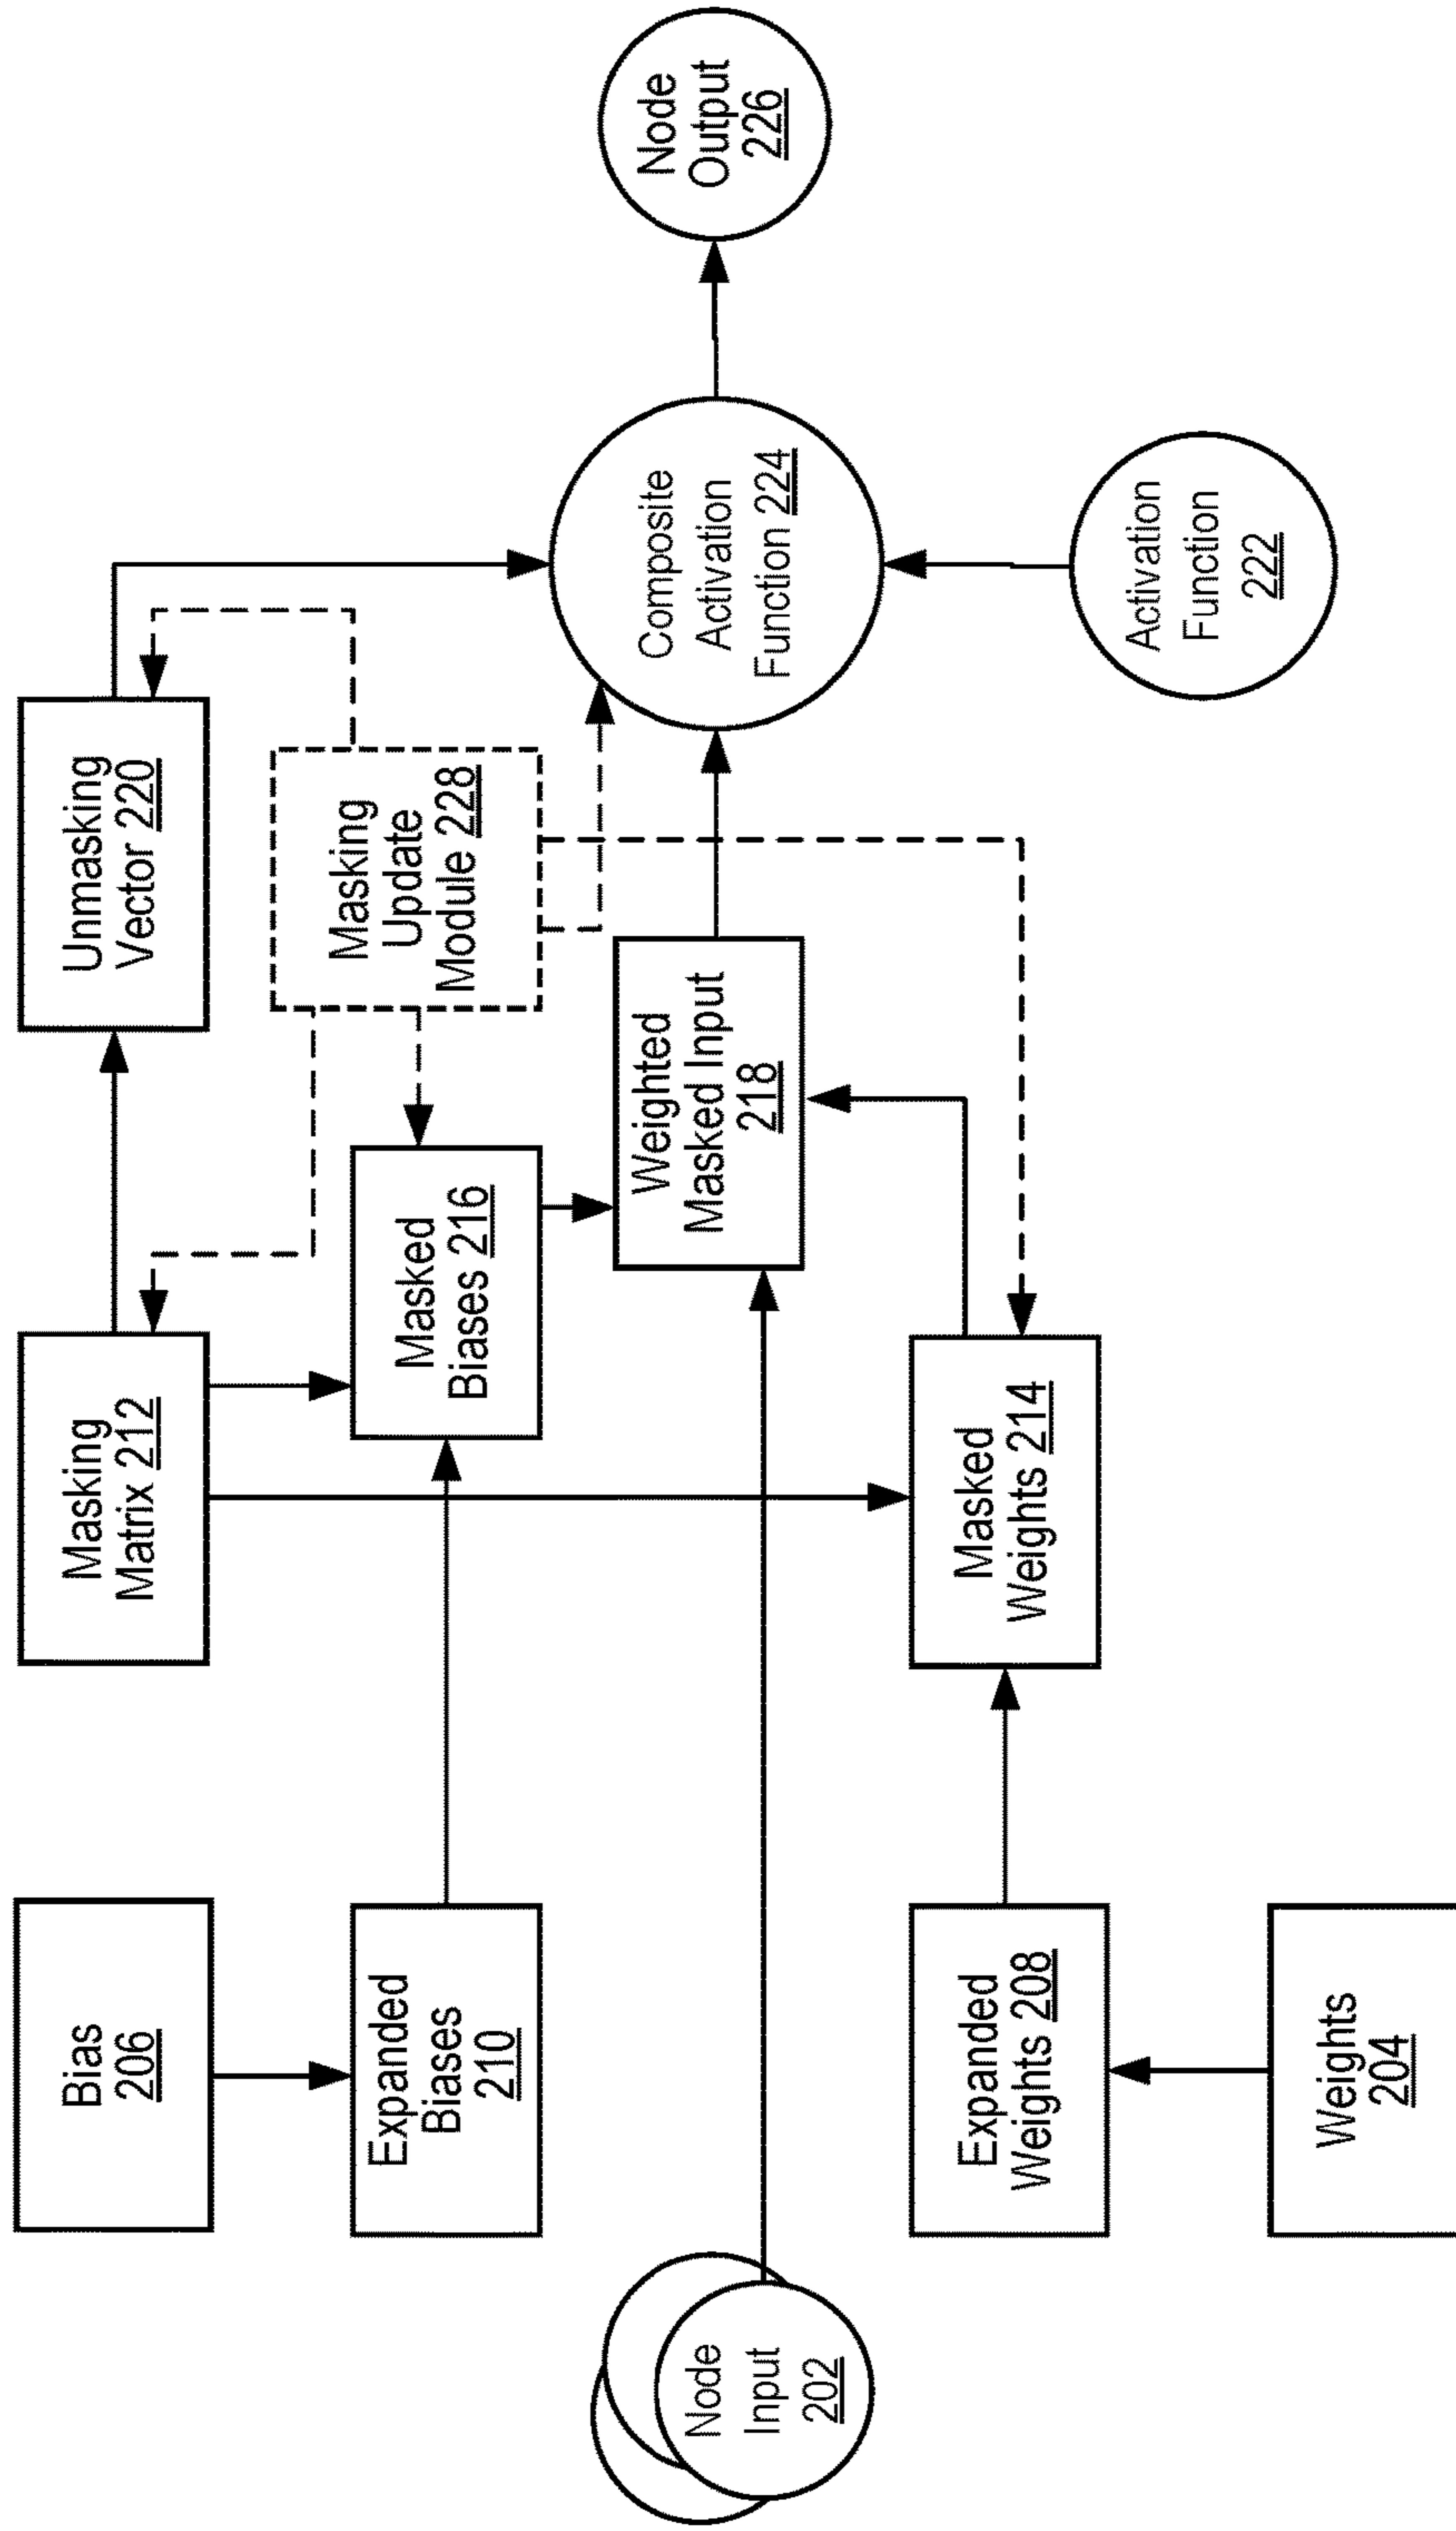 Bias
206
Masking
Matrix 212
Unmasking
Vector 220
Expanded
Biases
210
Masked
Biases 216
Masking
Update
Module 228
Node
Input
202
Weighted
Masked Input
218
Composite
Activation
Function 224
Node
Output
226
Expanded
Weights 208
Masked
Weights 214
Activation
Function
222
Weights
204